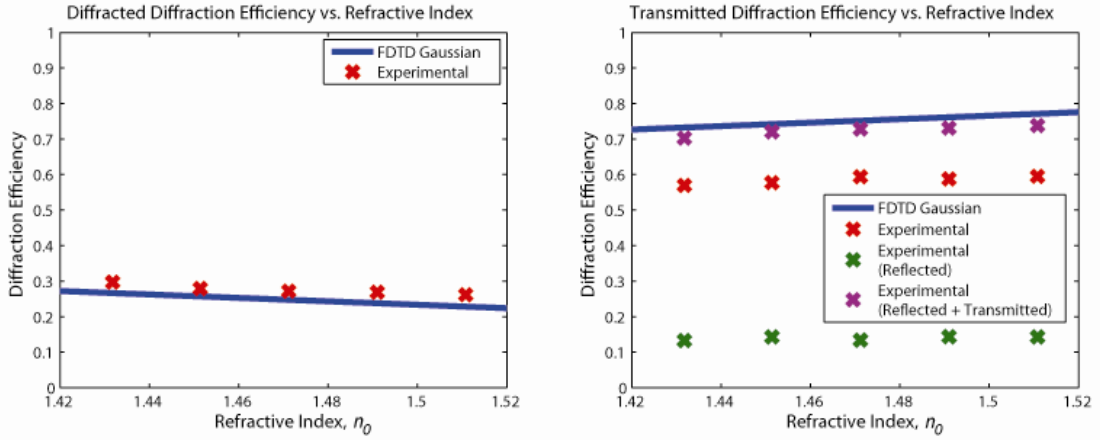 Diffracted Diffraction Efficiency vs. Refractive Index
1
0.9
0.8
0.7
0.6
0.5
0.4
0.3
0.2
0.1
0
Diffraction Efficiency
FDTD Gaussian
Experimental
1.42 1.44 1.46 1.48 1.5 1.52
Refractive Index, n0
Transmitted Diffraction Efficiency vs. Refractive Index
1
0.9
0.8
0.7
0.6
0.5
0.4
0.3
0.2
0.1
0
Diffraction Efficiency
FDTD Gaussian
Experimental
Experimental
(Reflected)
Experimental
(Reflected + Transmitted)
1.42 1.44 1.46 1.48 1.5 1.52
Refractive Index, n0